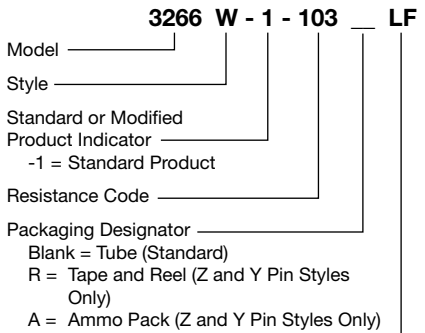 3266 W - 1 - 103 __ LF
Model
Style
Standard or Modified
Product Indicator
-1 = Standard Product
Resistance Code
Packaging Designator
Blank = Tube (Standard)
R = Tape and Reel (Z and Y Pin Styles
Only)
A = Ammo Pack (Z and Y Pin Styles Only)